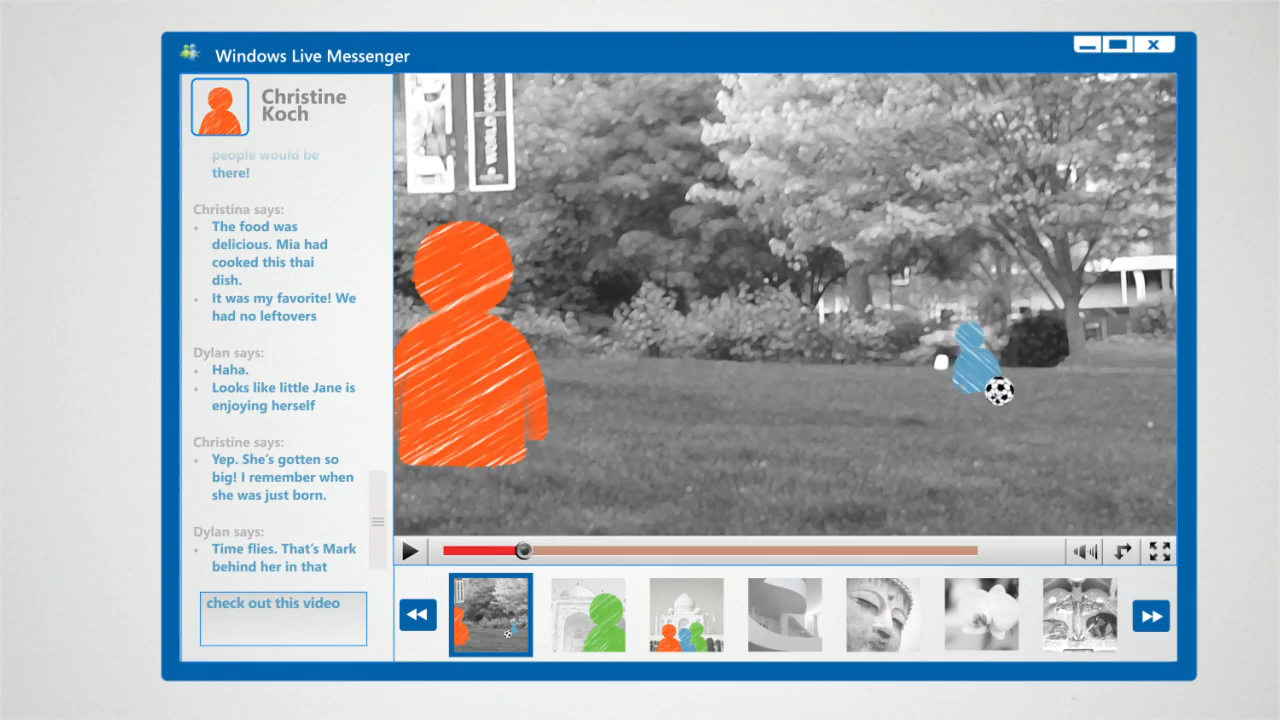 Windows Live Messenger
Christine
Koch
people would be
there!
Christina says:
The food was
delicious. Mia had
cooked this thai
dish.
It was my favorite! We
had no leftovers
Dylan says:
Haha.
Looks like little Jane is
enjoying herself
Christine says:
Yep. She's gotten so
big! I remember when
she was just born.
Dylan says:
Time flies. That's Mark
behind her in that
check out this video
WORLD